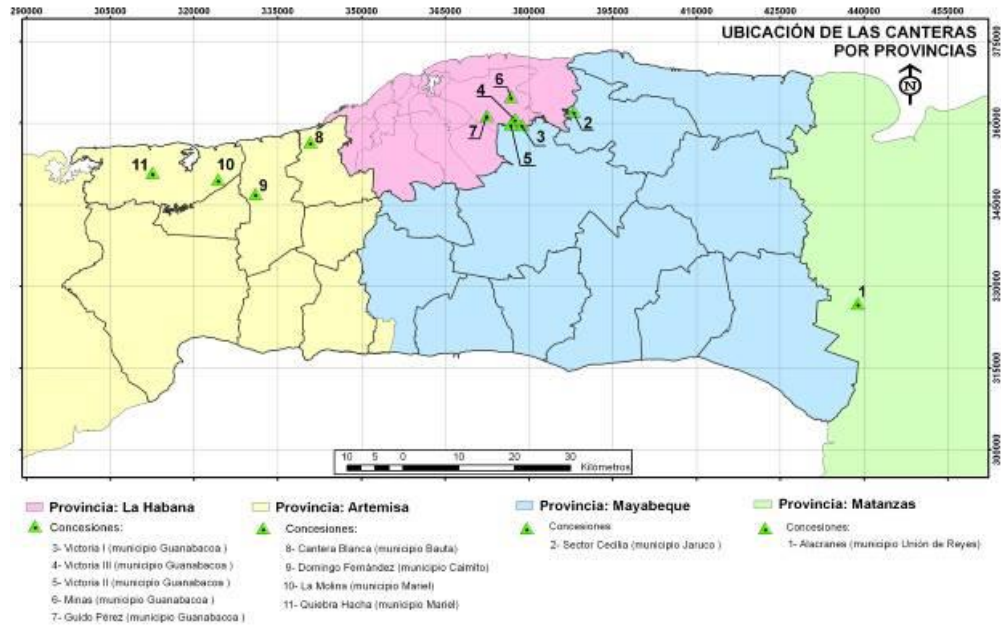 290000 305000 320000 335000 350000 365000 380000 395000 410000 425000 440000 455000
UBICACIÓN DE LAS CANTERAS
POR PROVINCIAS
N
375000
360000
345000
330000
315000
300000
6
4
7
3
5
2
8
11
10
9
1
10 5 0 10 20 30
Kilómetros
Provincia: La Habana
Concesiones:
3- Victoria I (municipio Guanabacoa )
4- Victoria III (municipio Guanabacoa )
5- Victoria II (municipio Guanabacoa )
6- Minas (municipio Guanabacoa )
7- Guido Pérez (municipio Guanabacoa )
Provincia: Artemisa
Concesiones:
8- Cantera Blanca (municipio Bauta)
9- Domingo Fernández (municipio Caimito)
10- La Molina (municipio Mariel)
11- Quiebra Hacha (municipio Mariel)
Provincia: Mayabeque
Concesiones
2- Sector Cecilia (municipio Jaruco )
Provincia: Matanzas
Concesiones:
1- Alacranes (municipio Unión de Reyes)